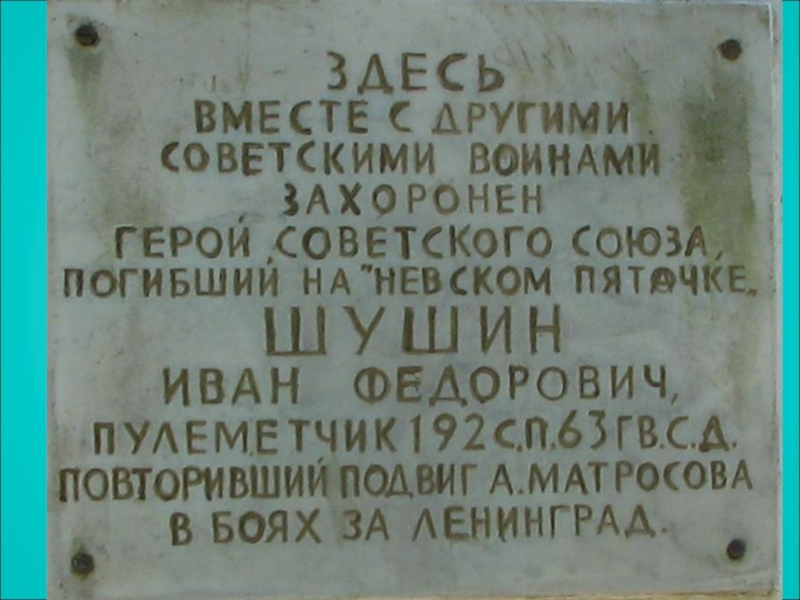 ЗДЕСЬ
ВМЕСТЕ С ДРУГИМИ
СОВЕТСКИМИ ВОИНАМИ
ЗАХОРОНЕН
ГЕРОЙ СОВЕТСКОГО СОЮЗА,
ПОГИБШИЙ НА "НЕВСКОМ ПЯТАЧКЕ„
ШУШИН
ИВАН ФЕДОРОВИЧ,
ПУЛЕМЕТЧИК 192 С.П. 63 ГВ.С.Д.
ПОВТОРИВШИЙ ПОДВИГ А.МАТРОСОВА
В БОЯХ ЗА ЛЕНИНГРАД.